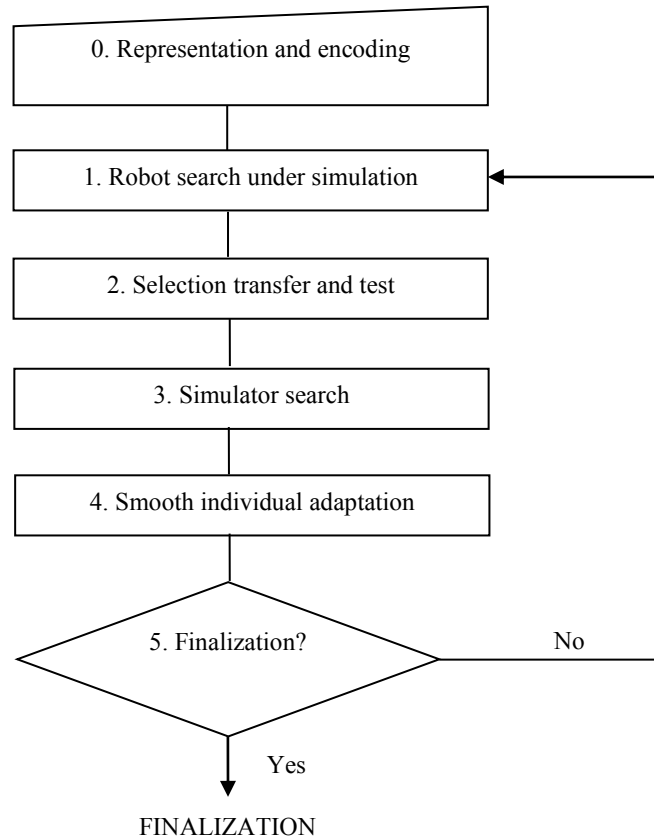 0. Representation and encoding
1. Robot search under simulation
2. Selection transfer and test
3. Simulator search
4. Smooth individual adaptation
5. Finalization?
No
Yes
FINALIZATION